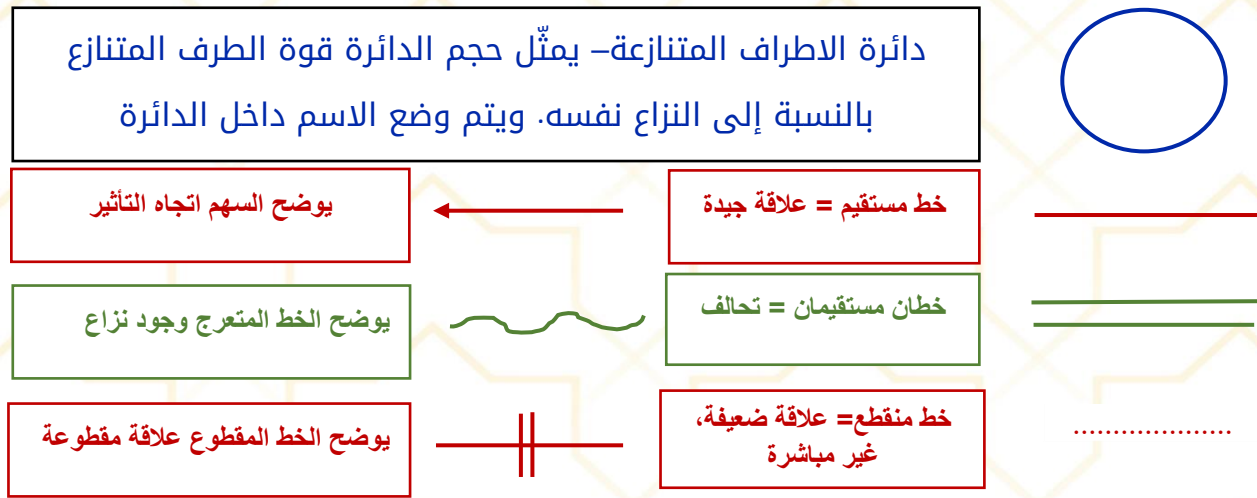 دائرة الاطراف المتنازعة– يمثّل حجم الدائرة قوة الطرف المتنازع
بالنسبة إلى النزاع نفسه. ويتم وضع الاسم داخل الدائرة
خط مستقيم = علاقة جيدة
يوضح السهم اتجاه التأثير
خطان مستقيمان = تحالف
يوضح الخط المتعرج وجود نزاع
خط منقطع= علاقة ضعيفة،
غير مباشرة
يوضح الخط المقطوع علاقة مقطوعة